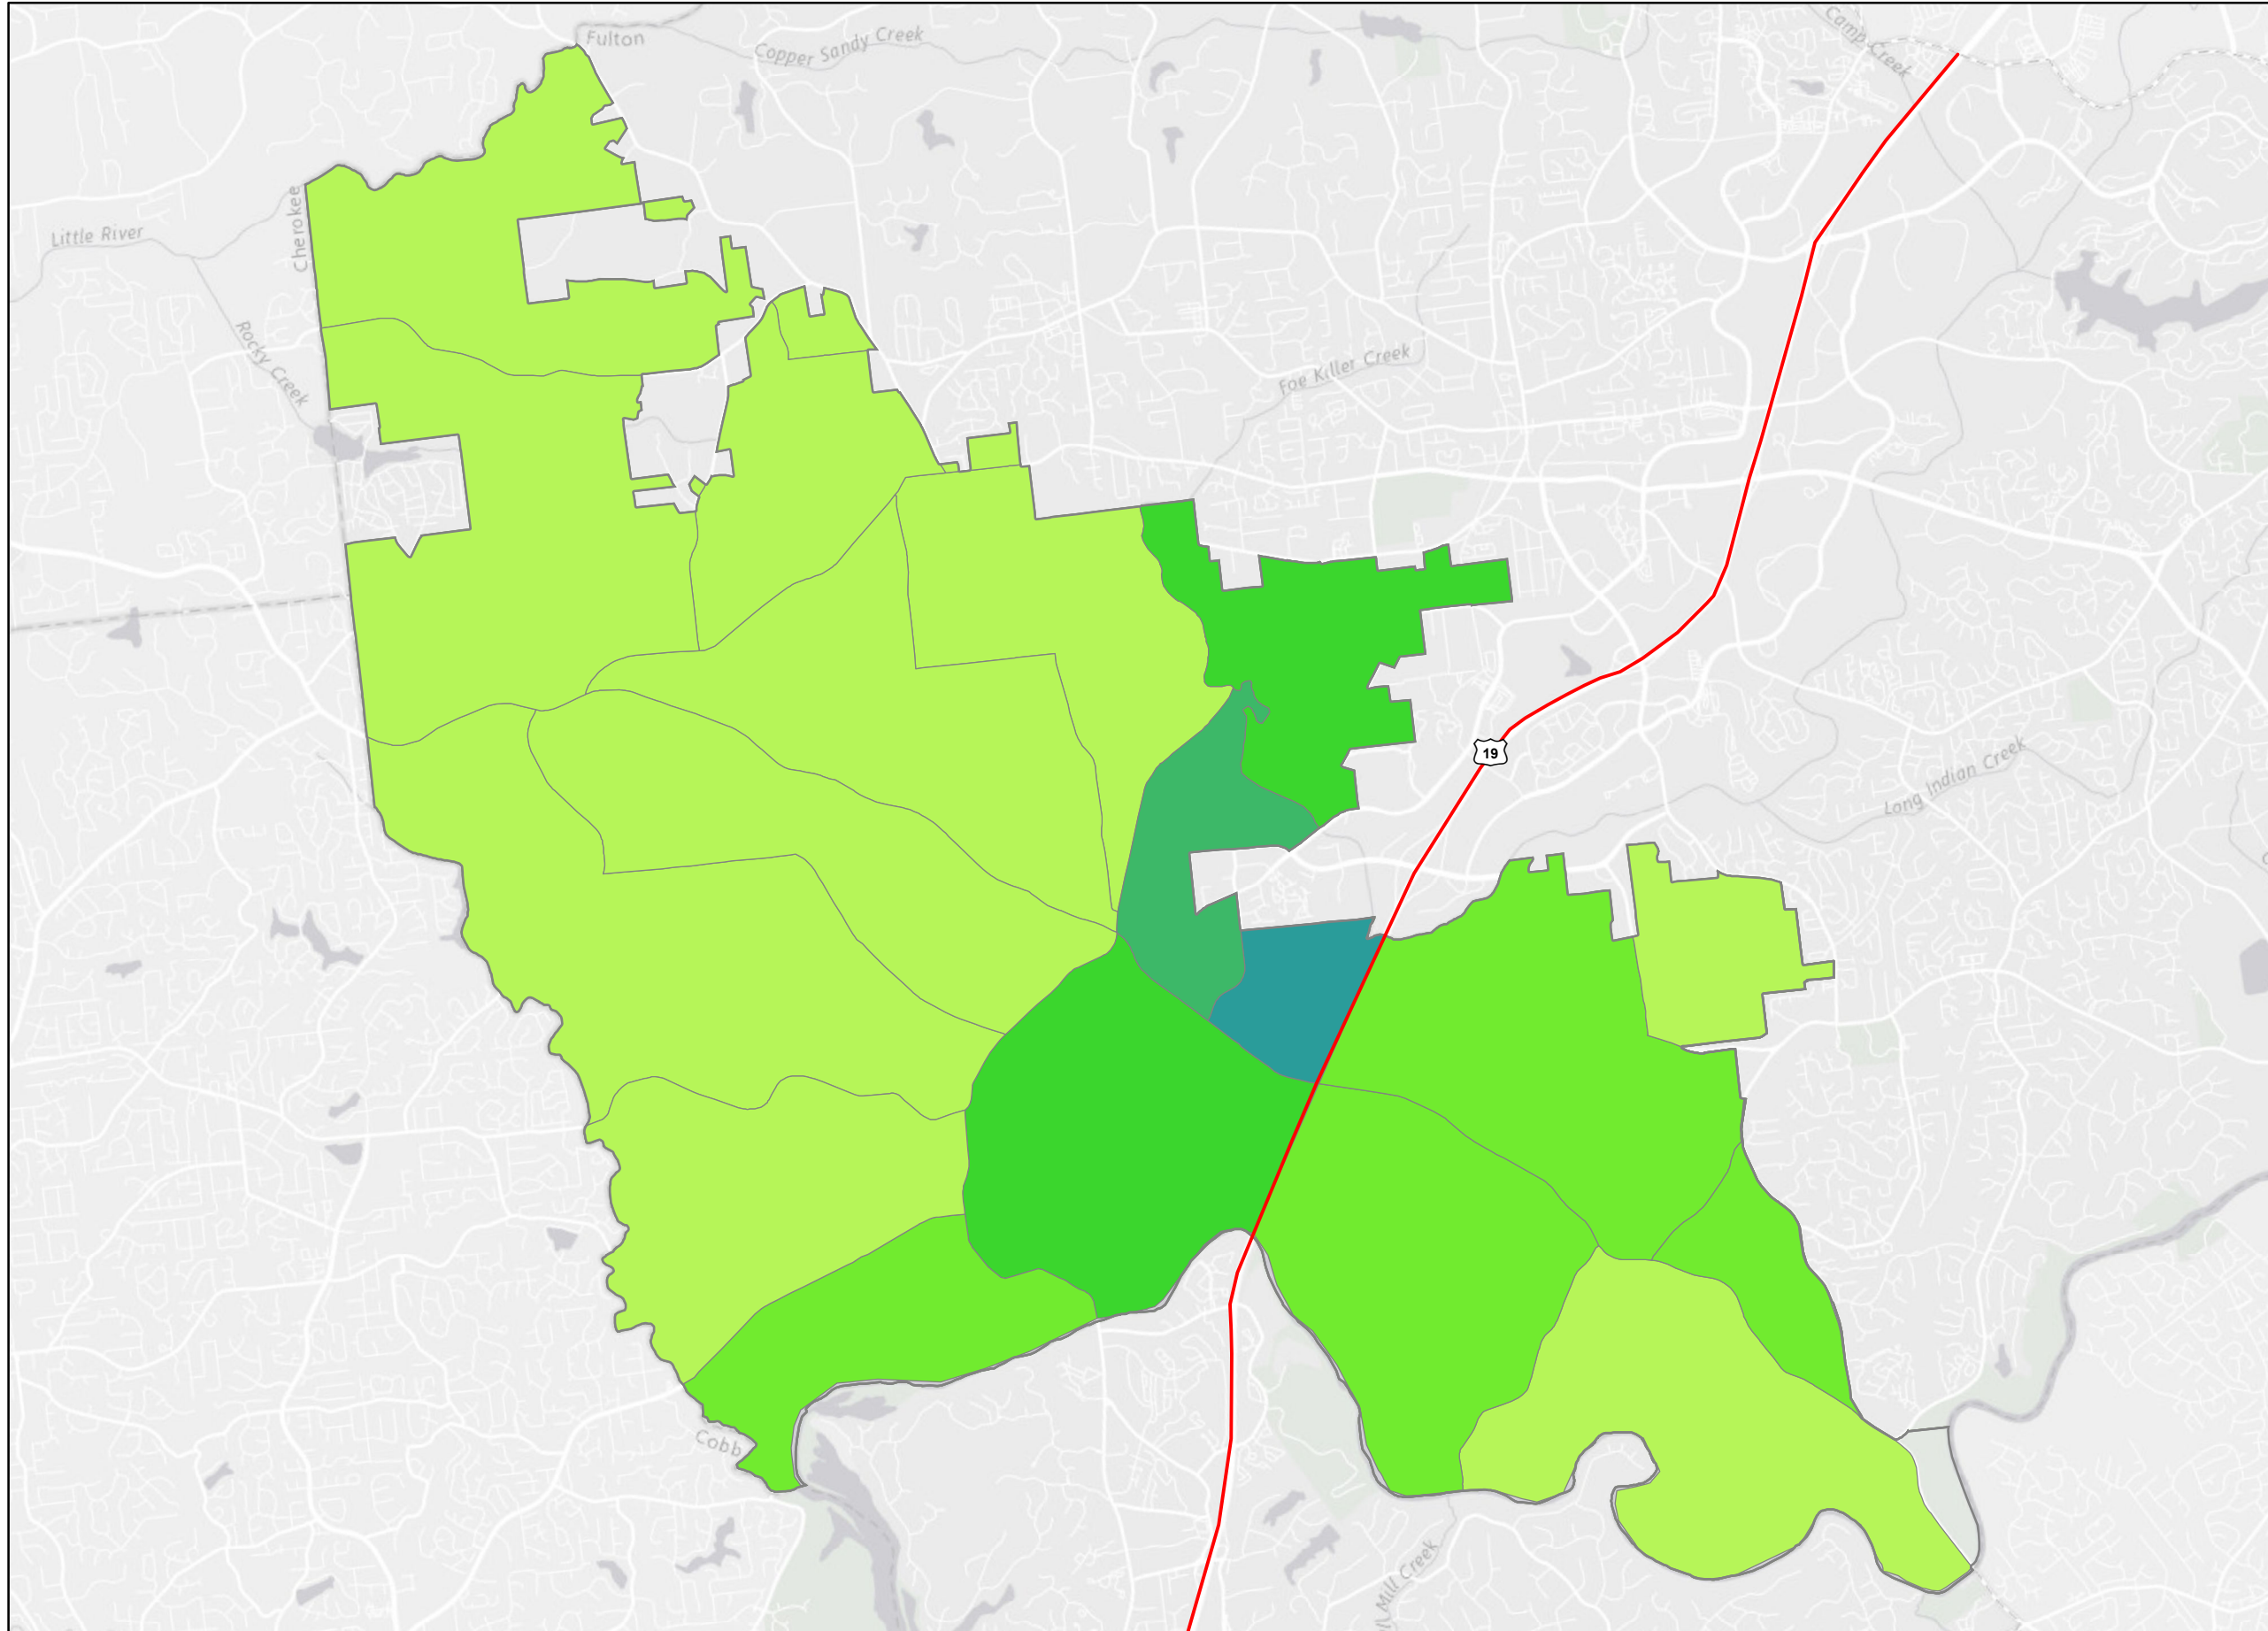 Fulton
Copper Sandy Creek
Camp Creek
Cherokee
Little River
Rocky Creek
Foe Killer Creek
19
Long Indian Creek
Cobb
Mill Creek